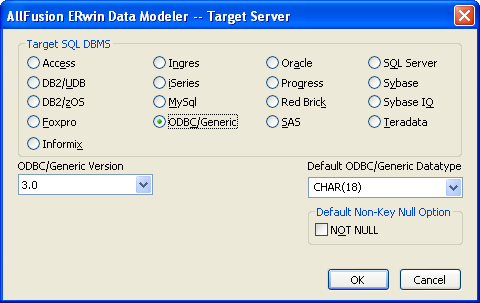 AllFusion ERwin Data Modeler -- Target Server
Target SQL DBMS
Access Ingres Oracle SQL Server
DB2/UDB iSeries Progress Sybase
DB2/zOS MySql Red Brick Sybase IQ
Foxpro ODBC/Generic SAS Teradata
Informix
ODBC/Generic Version Default ODBC/Generic Datatype
3.0 CHAR(18)
Default Non-Key Null Option
NOT NULL
OK Cancel